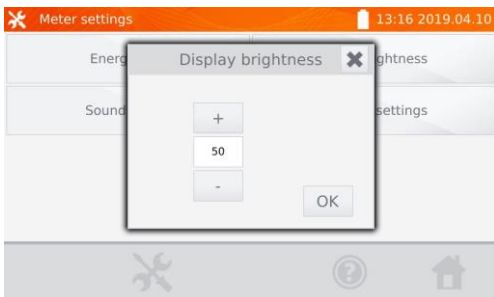 Meter settings
13:16 2019.04.10
Energ
Display brightness
ghtness
Sound
settings
+
50
-
OK